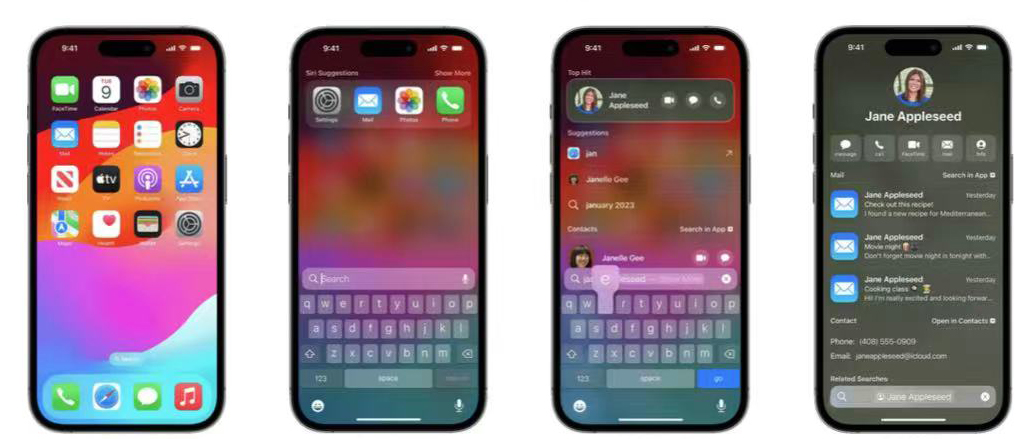 9:41
TUE
9
FaceTime
Calendar
Photos
Camera
Mail
Notes
Reminders
Clock
News
tv
TV
Podcasts
App Store
Maps
Health
Wallet
Settings
Search
9:41
Siri Suggestions
Show More
Settings
Mail
Photos
Phone
Search
q w e r t y u i o p
a s d f g h j k l
z x c v b n m
123
space
9:41
Top Hit
Jane
Appleseed
Suggestions
jan
Janelle Gee
january 2023
Contacts
Search in App
Janelle Gee
e
q w r t y u i o p
a s d f g h j k l
z x c v b n m
123
space
go
9:41
Jane Appleseed
message
call
FaceTime
mail
info
Mail
Search in App
Jane Appleseed
Yesterday
Check out this recipe!
I found a new recipe for Mediterranean...
Jane Appleseed
Yesterday
Movie night 🍿🎥
Don't forget movie night is tonight with...
Jane Appleseed
Yesterday
Cooking class
Hi! I'm really excited and looking forwar...
Contact
Open in Contacts
Phone: (408) 555-0909
Email: janeappleseed@icloud.com
Related Searches
Jane Appleseed